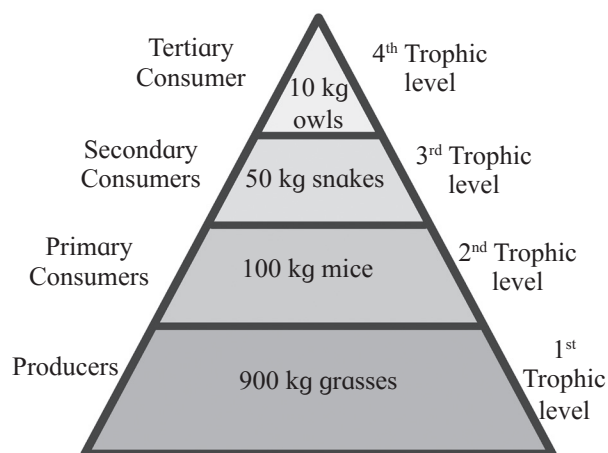 Tertiary
Consumer
10 kg
owls
4th Trophic
level
Secondary
Consumers
50 kg snakes
3rd Trophic
level
Primary
Consumers
100 kg mice
2nd Trophic
level
Producers
900 kg grasses
1st
Trophic
level